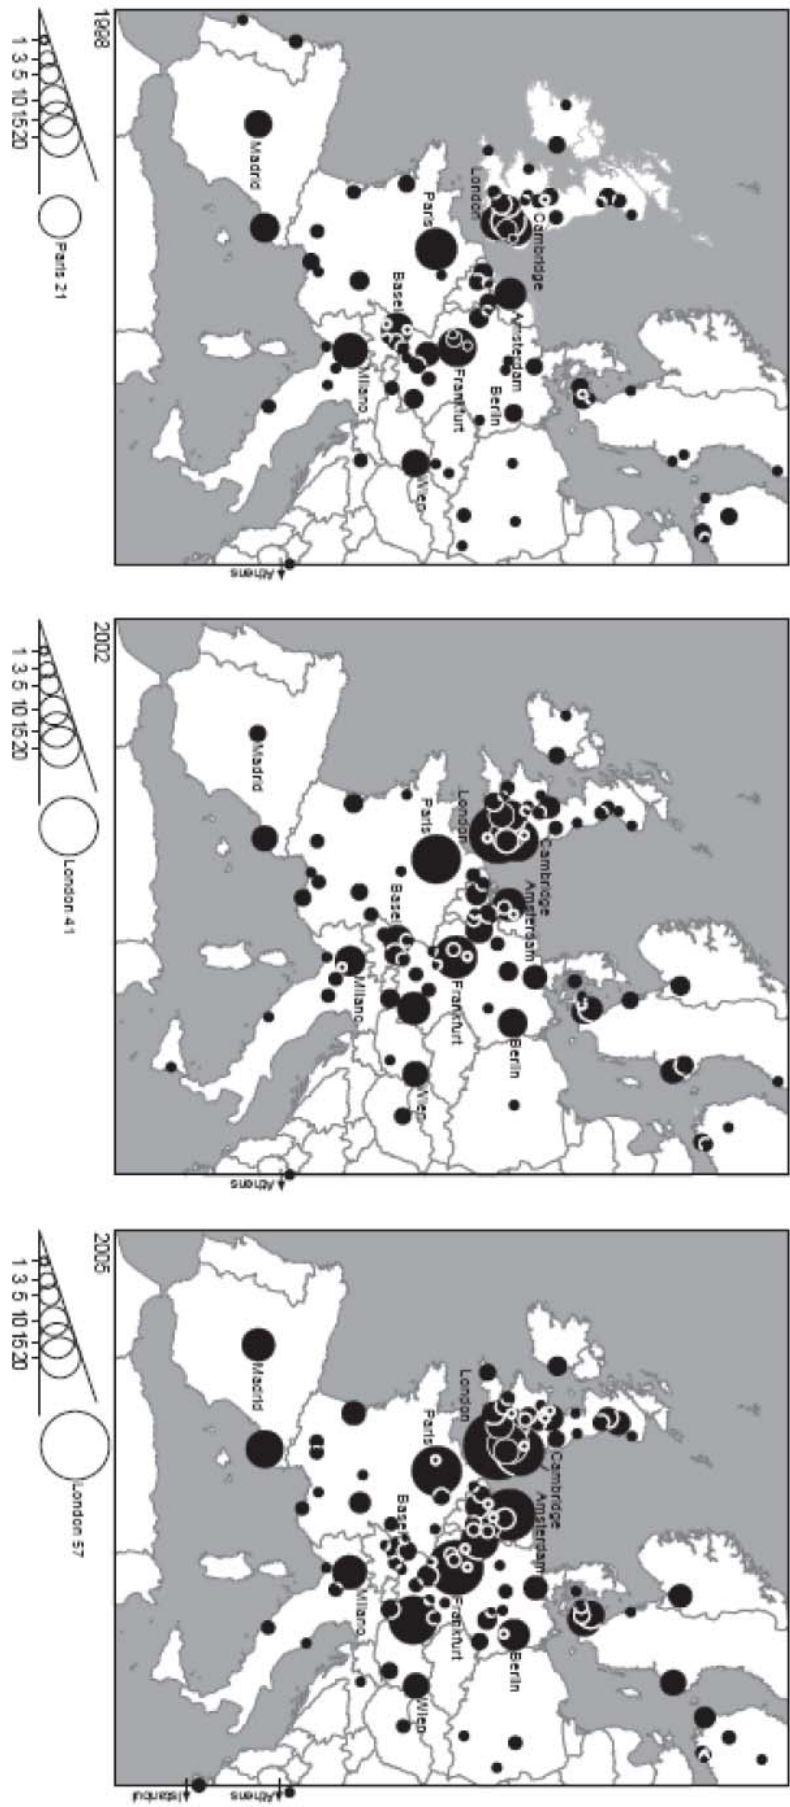 Cambridge
Amsterdam
Berlin
London
Frankfurt
Paris
Wien
Basel
Milano
Athens
Madrid
1998
Paris 21
1 3 5 10 15 20
Cambridge
Amsterdam
Berlin
London
Frankfurt
Paris
Wien
Basel
Milano
Athens
Madrid
2002
London 41
1 3 5 10 15 20
Cambridge
Amsterdam
Berlin
London
Frankfurt
Paris
Wien
Basel
Milano
Athens
Madrid
Istanbul
2005
London 57
1 3 5 10 15 20